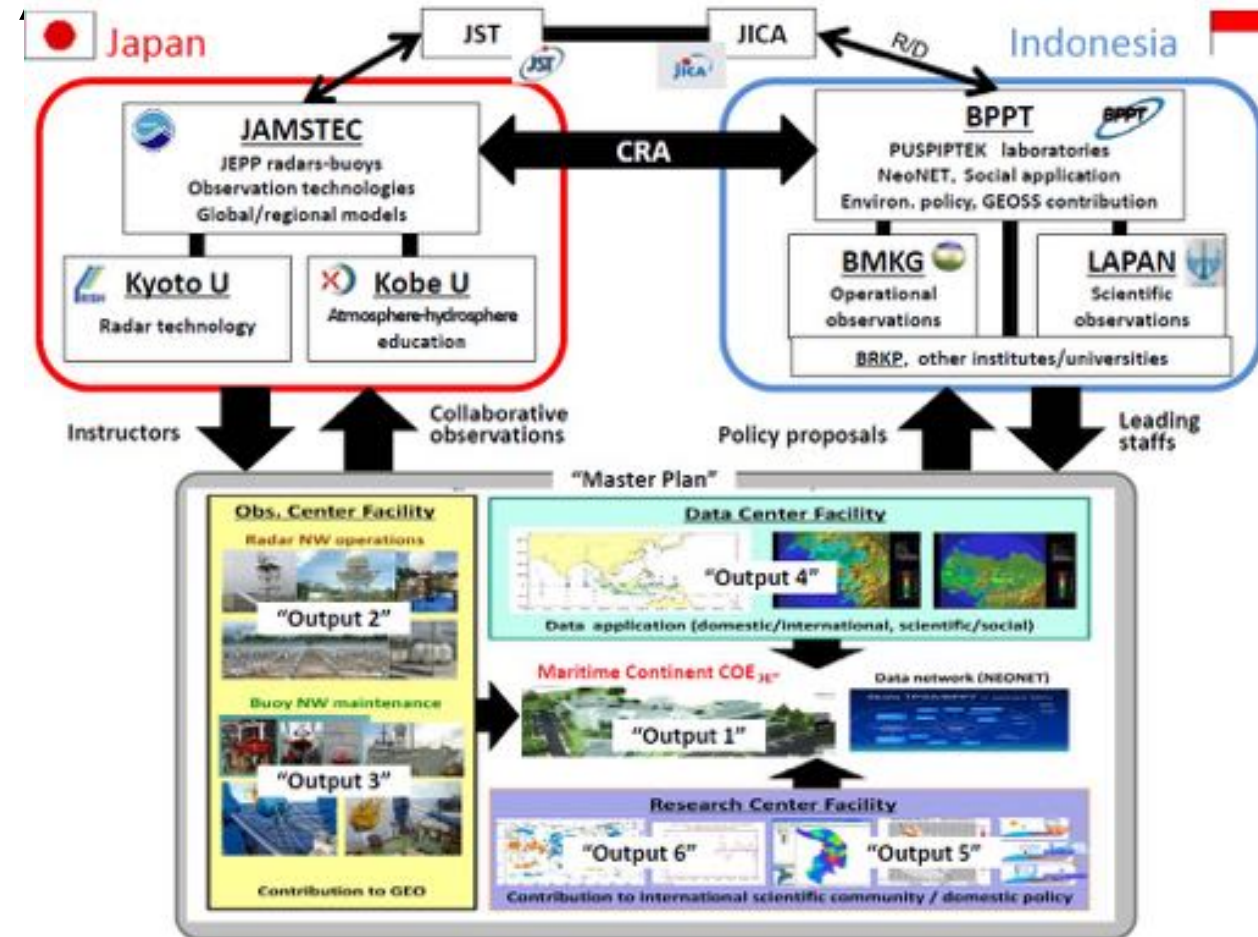 Japan
JST
JICA
Indonesia
JST
JICA
R/D
JAMSTEC
JEPP radars-buoys
Observation technologies
Global/regional models
CRA
BPPT
BPPT
PUSPIPTEK laboratories
NeoNET, Social application
Environ. policy, GEOSS contribution
Kyoto U
Radar technology
Kobe U
Atmosphere-hydrosphere
education
BMKG
Operational
observations
LAPAN
Scientific
observations
BRKP, other institutes/universities
Instructors
Collaborative
observations
Policy proposals
Leading
staffs
"Master Plan"
Obs. Center Facility
Radar NW operations
"Output 2"
Buoy NW maintenance
"Output 3"
Contribution to GEO
Data Center Facility
"Output 4"
Data application (domestic/international, scientific/social)
Maritime Continent COE
"Output 1"
Data network (NEONET)
Research Center Facility
"Output 6"
"Output 5"
Contribution to international scientific community / domestic policy